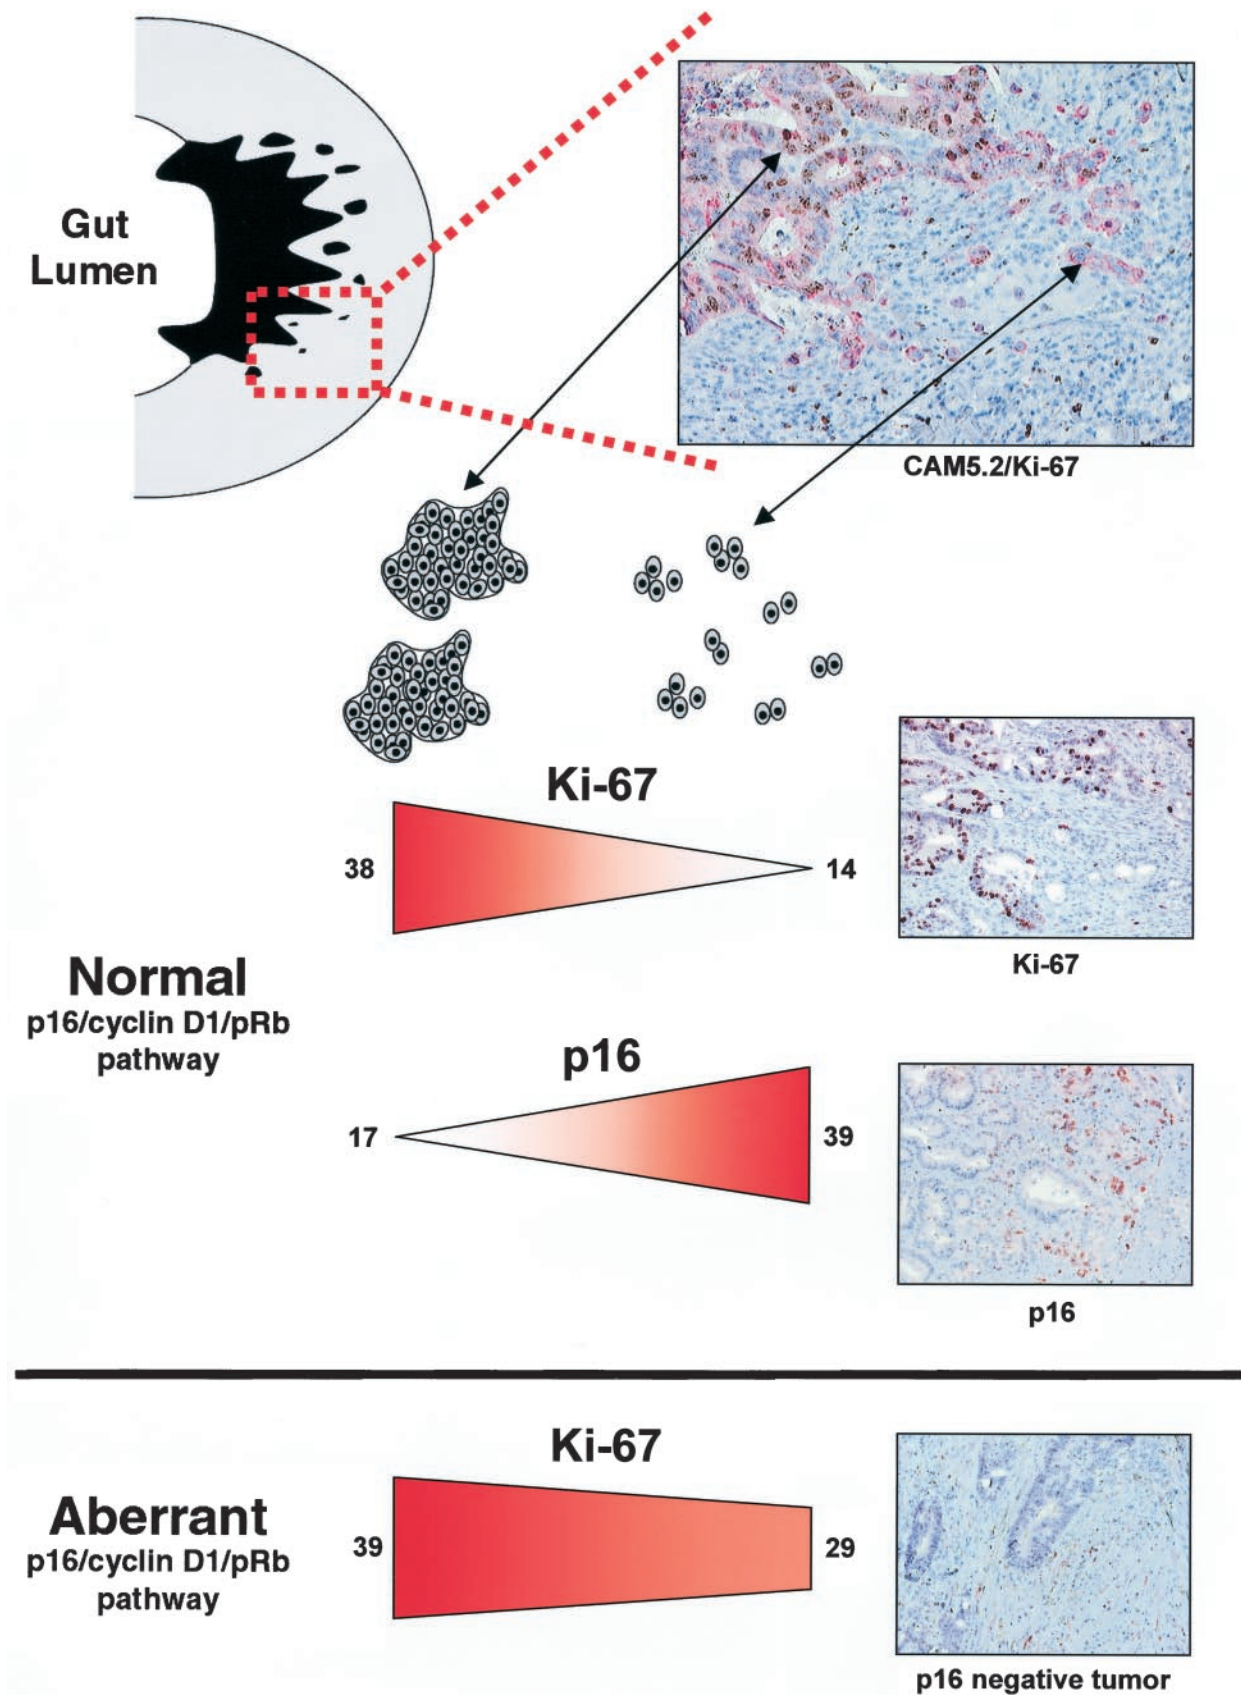 Gut
Lumen
CAM5.2/Ki-67
Ki-67
38
14
Ki-67
Normal
p16/cyclin D1/pRb
pathway
p16
17
39
p16
Ki-67
Aberrant
p16/cyclin D1/pRb
pathway
39
29
p16 negative tumor